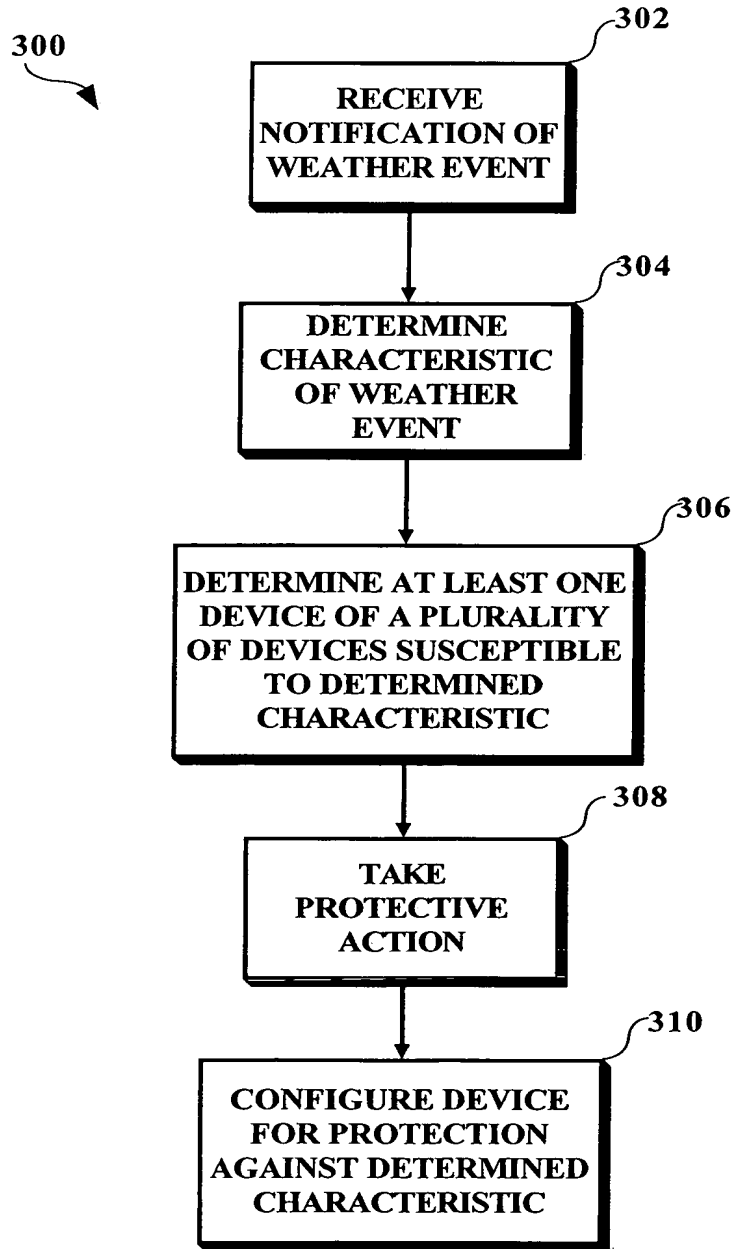 300
302
RECEIVE
NOTIFICATION OF
WEATHER EVENT
304
DETERMINE
CHARACTERISTIC
OF WEATHER
EVENT
306
DETERMINE AT LEAST ONE
DEVICE OF A PLURALITY
OF DEVICES SUSCEPTIBLE
TO DETERMINED
CHARACTERISTIC
308
TAKE
PROTECTIVE
ACTION
310
CONFIGURE DEVICE
FOR PROTECTION
AGAINST DETERMINED
CHARACTERISTIC